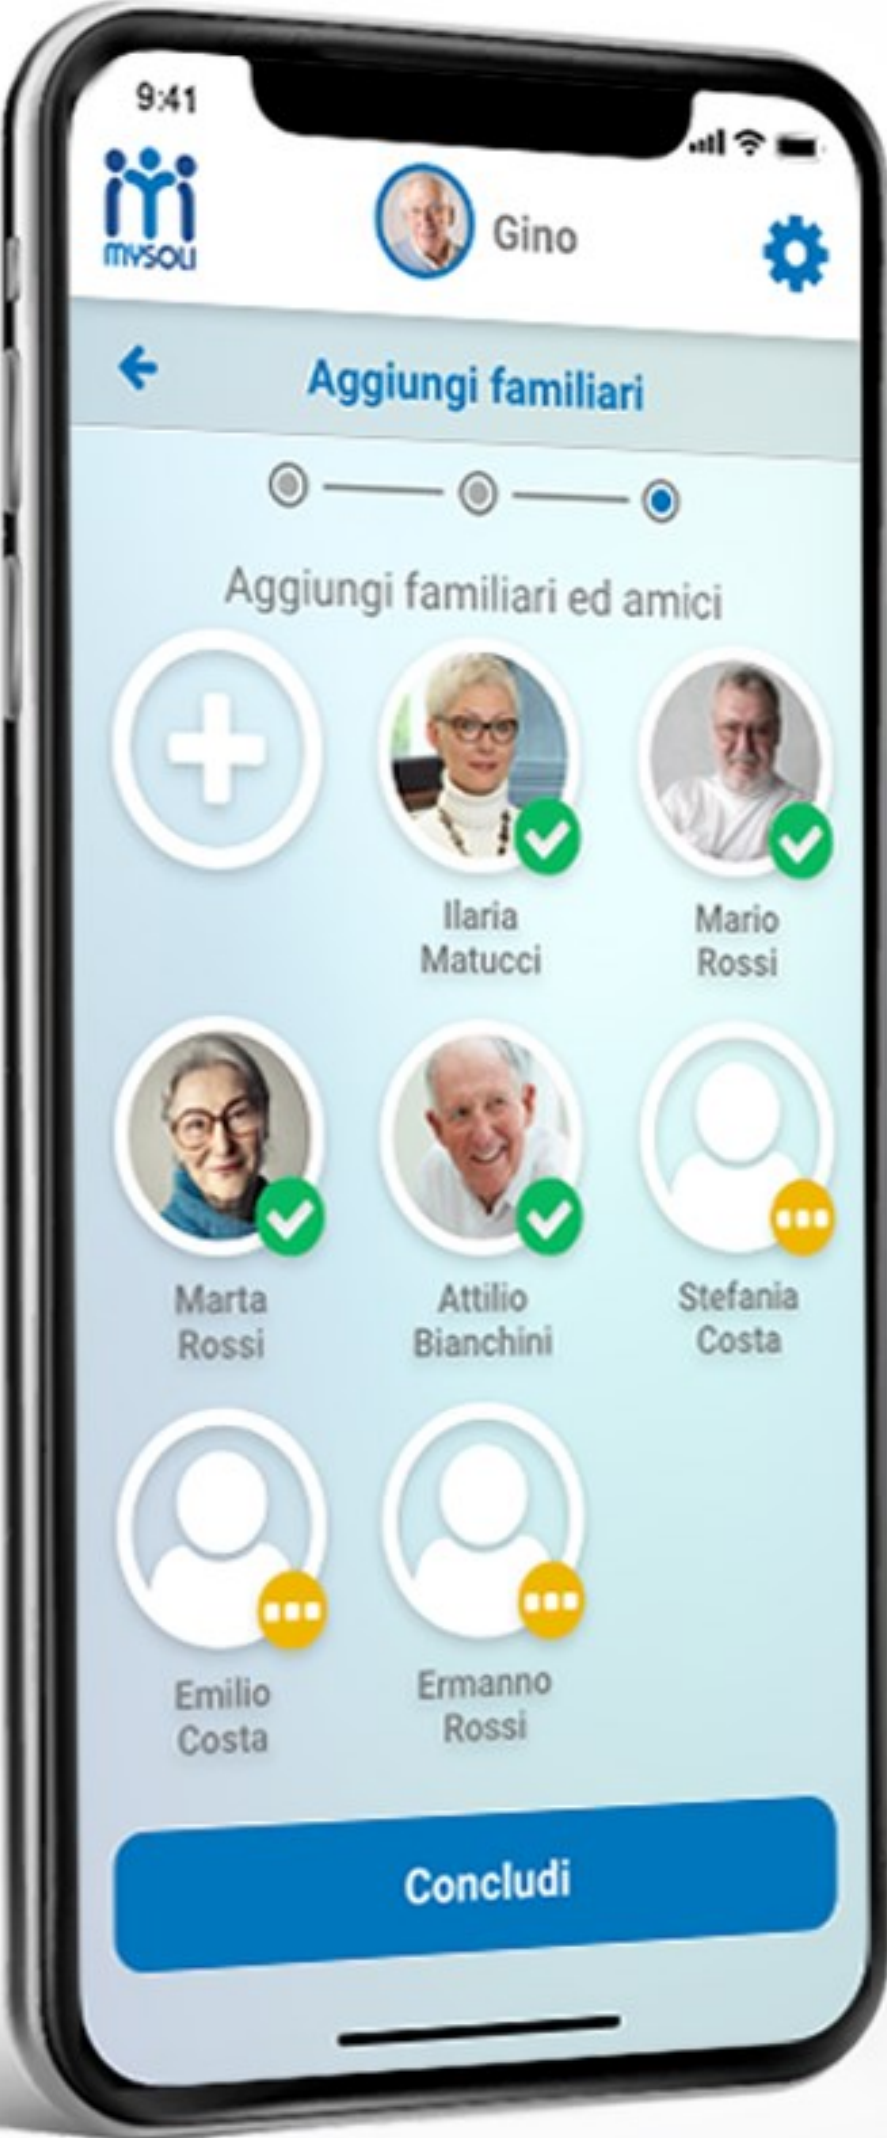 9:41
MYSOLI
Gino
Aggiungi familiari
Aggiungi familiari ed amici
Ilaria
Matucci
Mario
Rossi
Marta
Rossi
Attilio
Bianchini
Stefania
Costa
Emilio
Costa
Ermanno
Rossi
Concludi